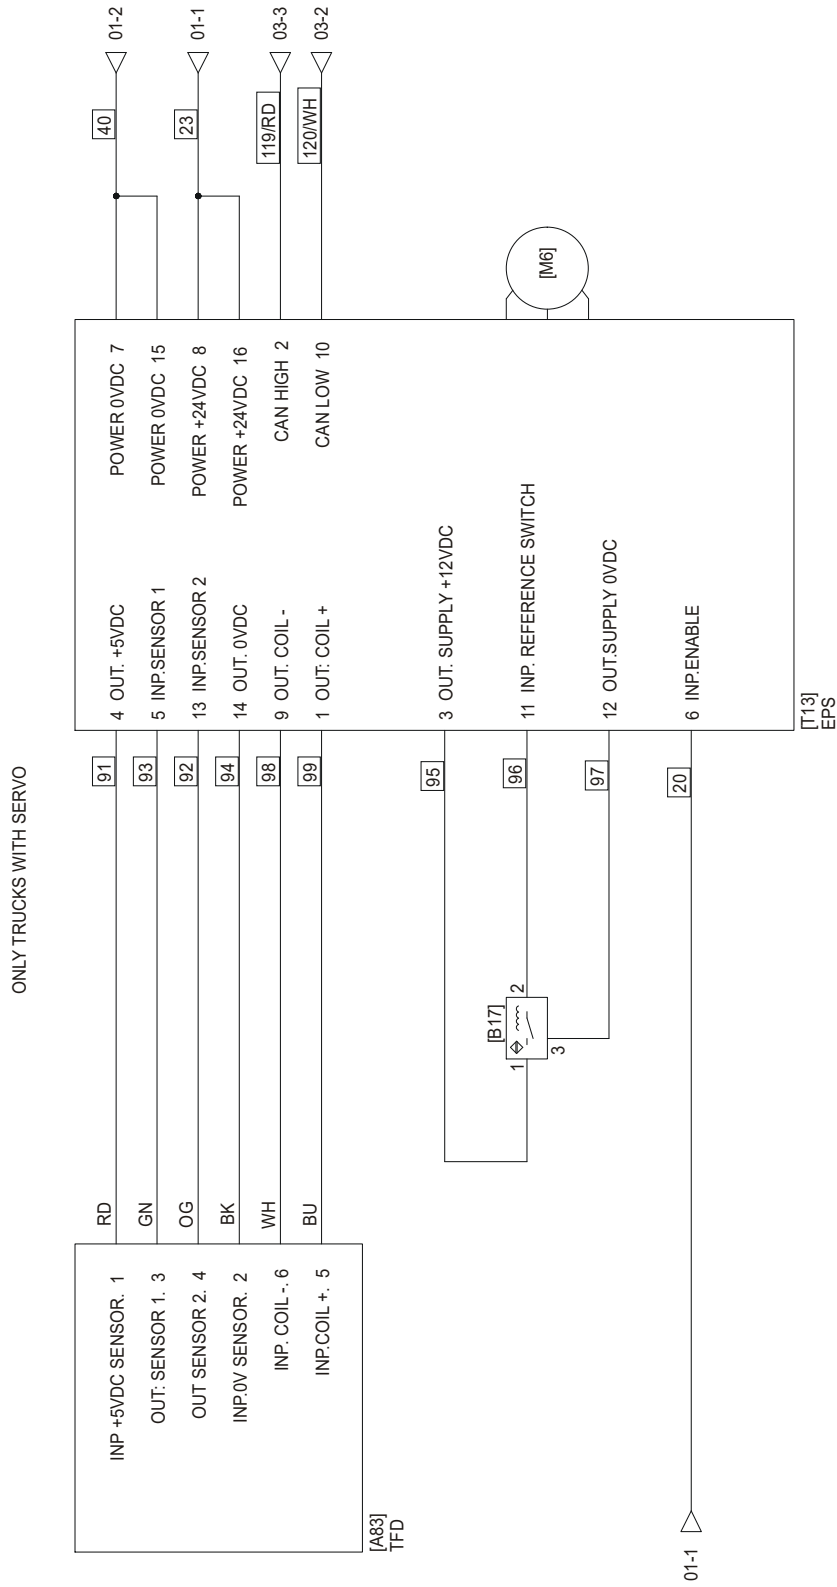 ONLY TRUCKS WITH SERVO
[A83]
TFD
INP +5VDC SENSOR. 1
OUT: SENSOR 1. 3
OUT SENSOR 2. 4
INP.0V SENSOR. 2
INP. COIL -. 6
INP.COIL +. 5
RD
GN
OG
BK
WH
BU
91
93
92
94
98
99
4 OUT. +5VDC
5 INP.SENSOR 1
13 INP.SENSOR 2
14 OUT. 0VDC
9 OUT. COIL -
1 OUT: COIL +
3 OUT. SUPPLY +12VDC
11 INP. REFERENCE SWITCH
12 OUT.SUPPLY 0VDC
6 INP.ENABLE
95
96
97
20
[B17]
1
2
3
01-1
POWER 0VDC 7
POWER 0VDC 15
POWER +24VDC 8
POWER +24VDC 16
CAN HIGH 2
CAN LOW 10
[T13]
EPS
[M6]
40
23
119/RD
120/WH
01-2
01-1
03-3
03-2